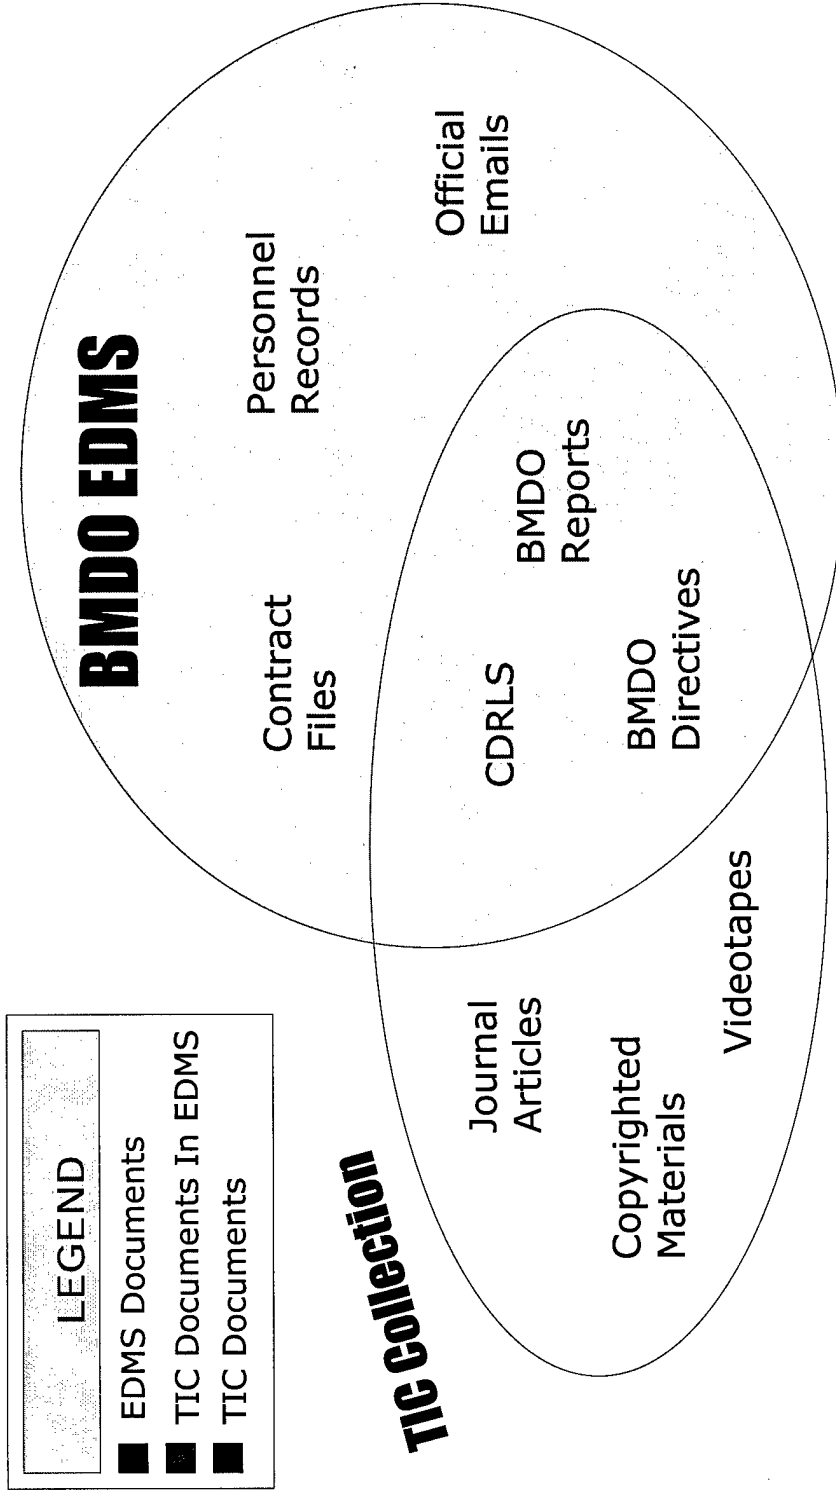 LEGEND
EDMS Documents
TIC Documents In EDMS
TIC Documents
BMDO EDMS
Contract
Files
Personnel
Records
Official
Emails
CDRLS
BMDO
Reports
BMDO
Directives
TIC Collection
Journal
Articles
Copyrighted
Materials
Videotapes